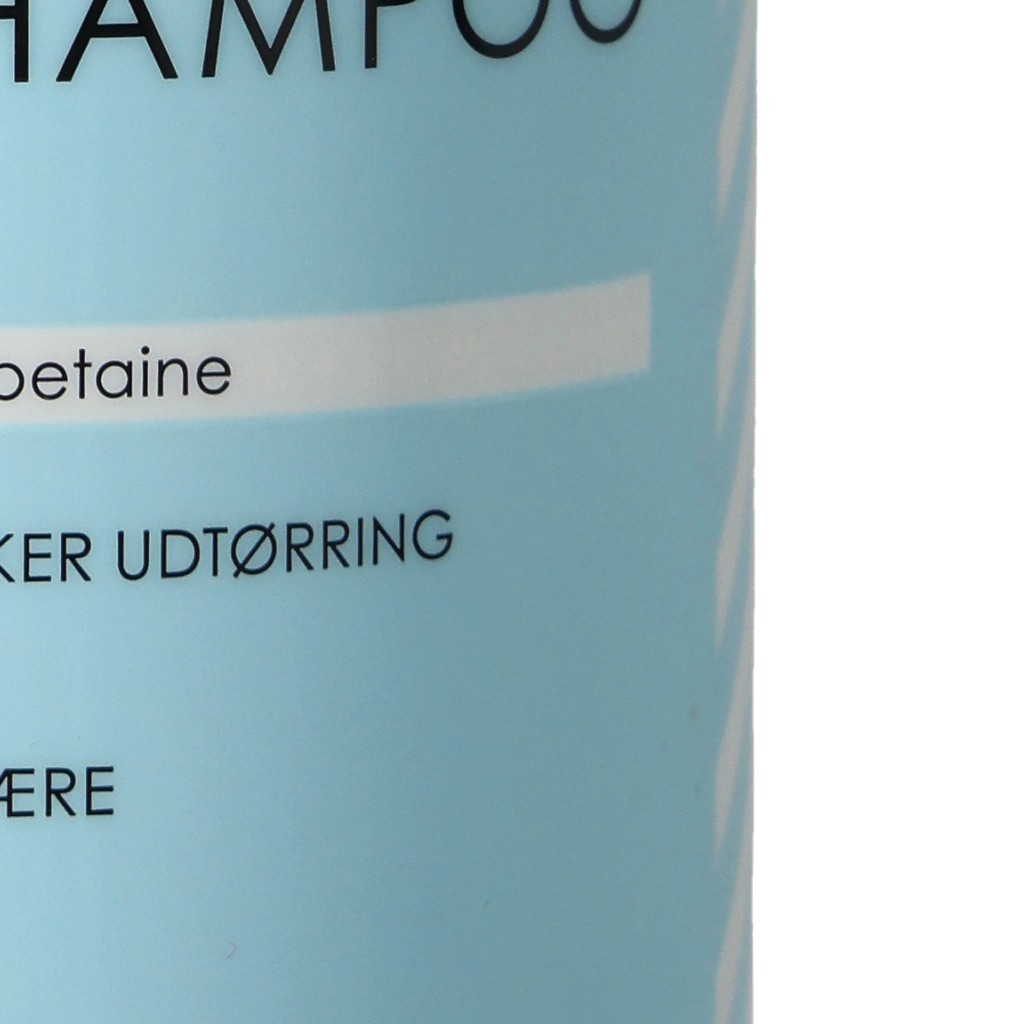 HAMPOO
betaine
KER UDTØRRING
ÆRE